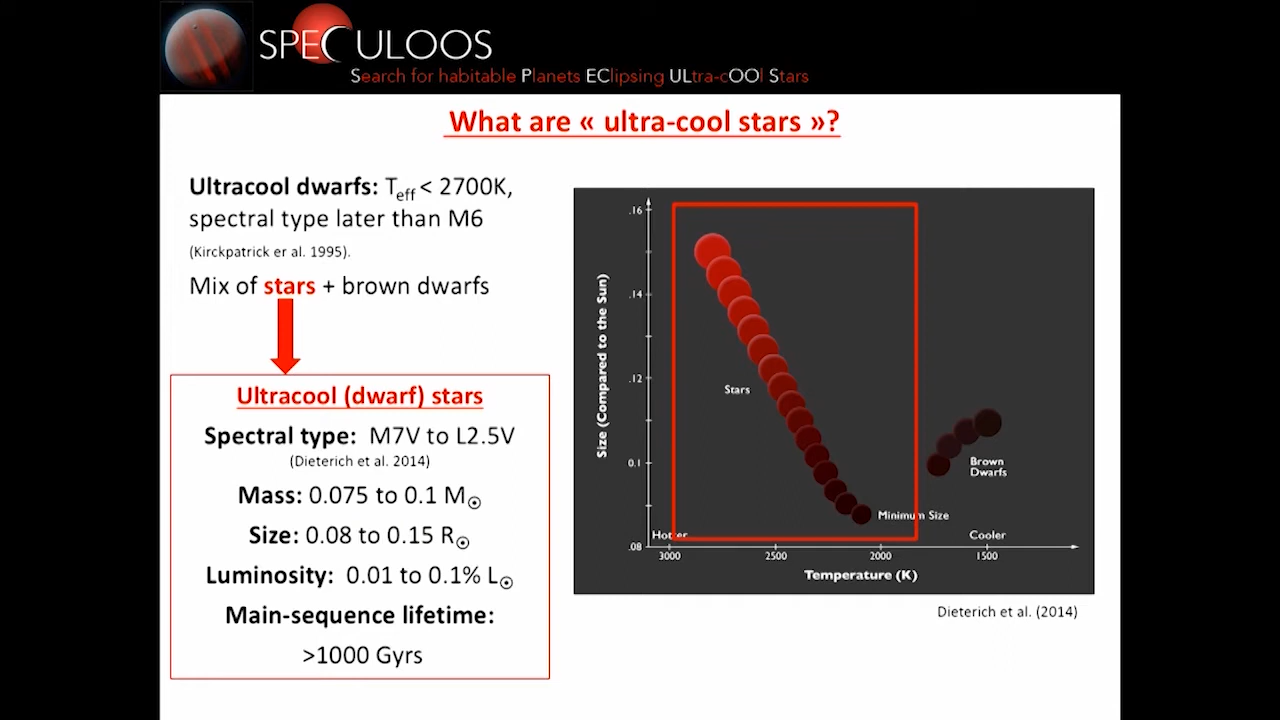 SPECULOOS
Search for habitable Planets EClipsing ULtra-cOOl Stars
What are « ultra-cool stars »?
Ultracool dwarfs: Teff < 2700K,
spectral type later than M6
(Kirckpatrick er al. 1995).
Mix of stars + brown dwarfs
Ultracool (dwarf) stars
Spectral type: M7V to L2.5V
(Dieterich et al. 2014)
Mass: 0.075 to 0.1 M☉
Size: 0.08 to 0.15 R☉
Luminosity: 0.01 to 0.1% L☉
Main-sequence lifetime:
>1000 Gyrs
Size (Compared to the Sun)
.16
.14
.12
0.1
.08
Stars
Brown
Dwarfs
Minimum Size
Hotter
Cooler
3000 2500 2000 1500
Temperature (K)
Dieterich et al. (2014)